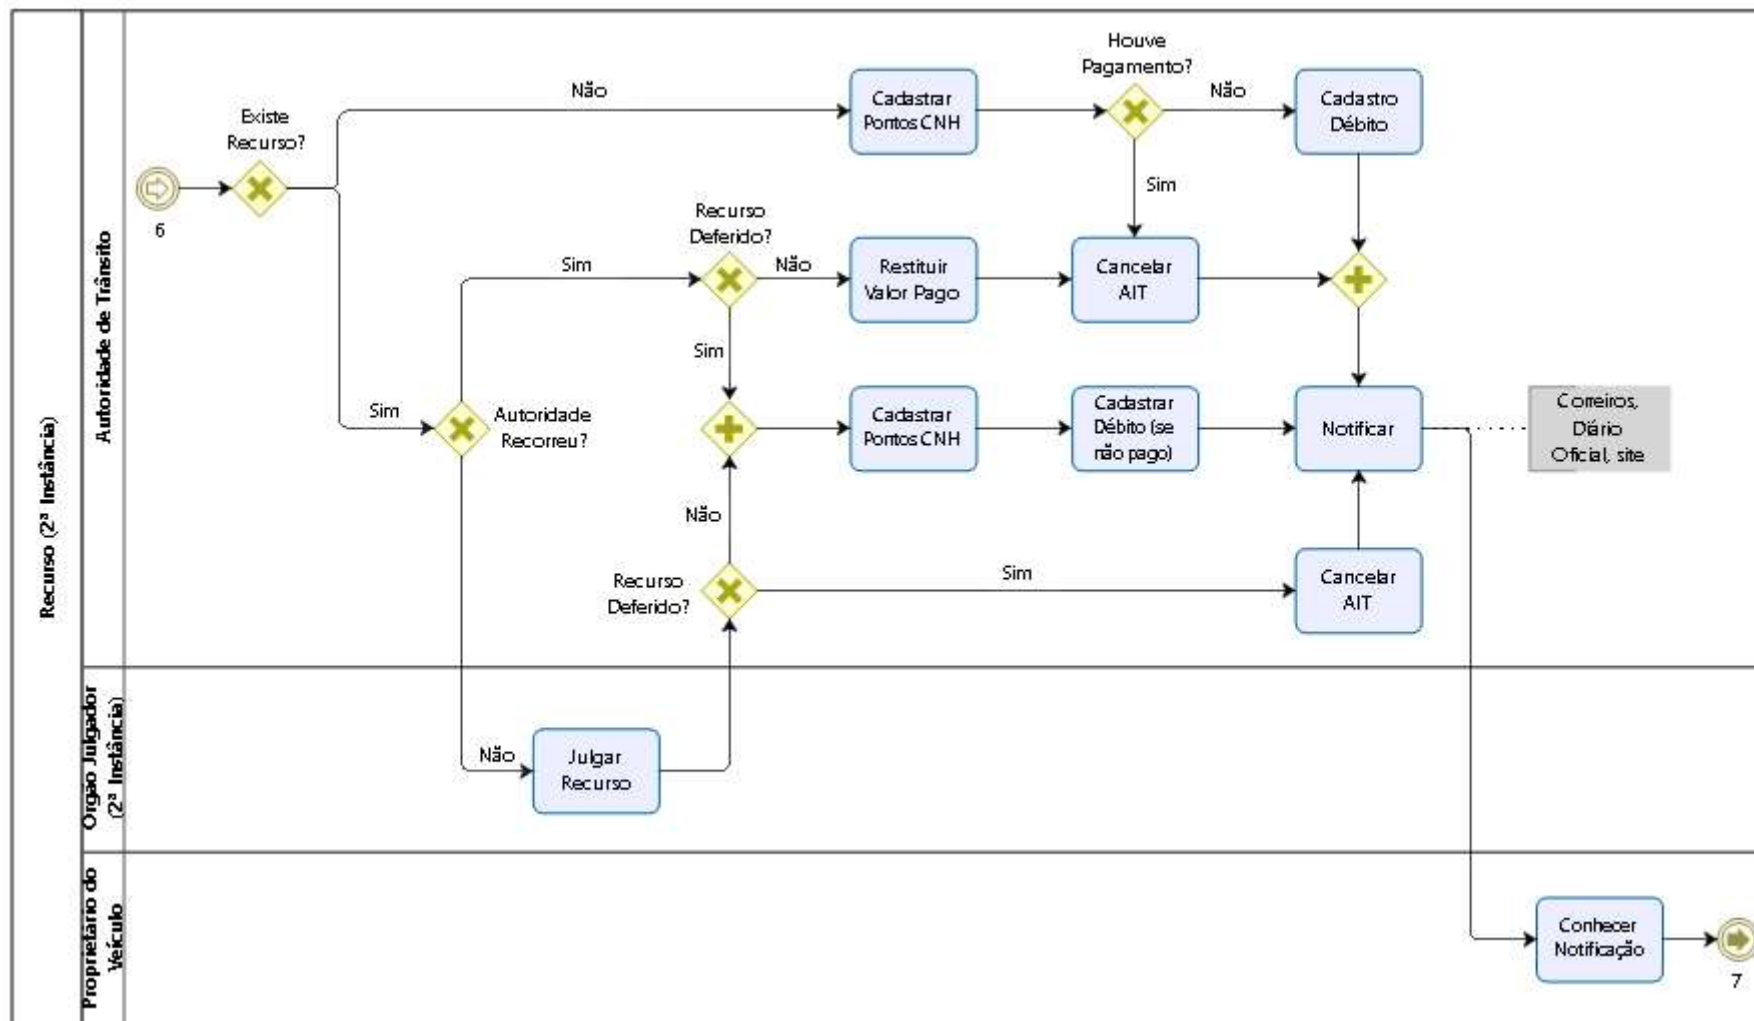 Recurso (2ª Instância)
Autoridade de Trânsito
6
Existe
Recurso?
Não
Cadastrar
Pontos CNH
Houve
Pagamento?
Não
Cadastro
Débito
Sim
Recurso
Deferido?
Sim
Não
Restituir
Valor Pago
Cancelar
AIT
Sim
Sim
Autoridade
Recorreu?
Cadastrar
Pontos CNH
Cadastrar
Débito (se
não pago)
Notificar
Correiros,
Diário
Oficial, site
Não
Recurso
Deferido?
Sim
Cancelar
AIT
Orgão Julgador
(2ª Instância)
Não
Julgar
Recurso
Proprietário do
Veículo
Conhecer
Notificação
7